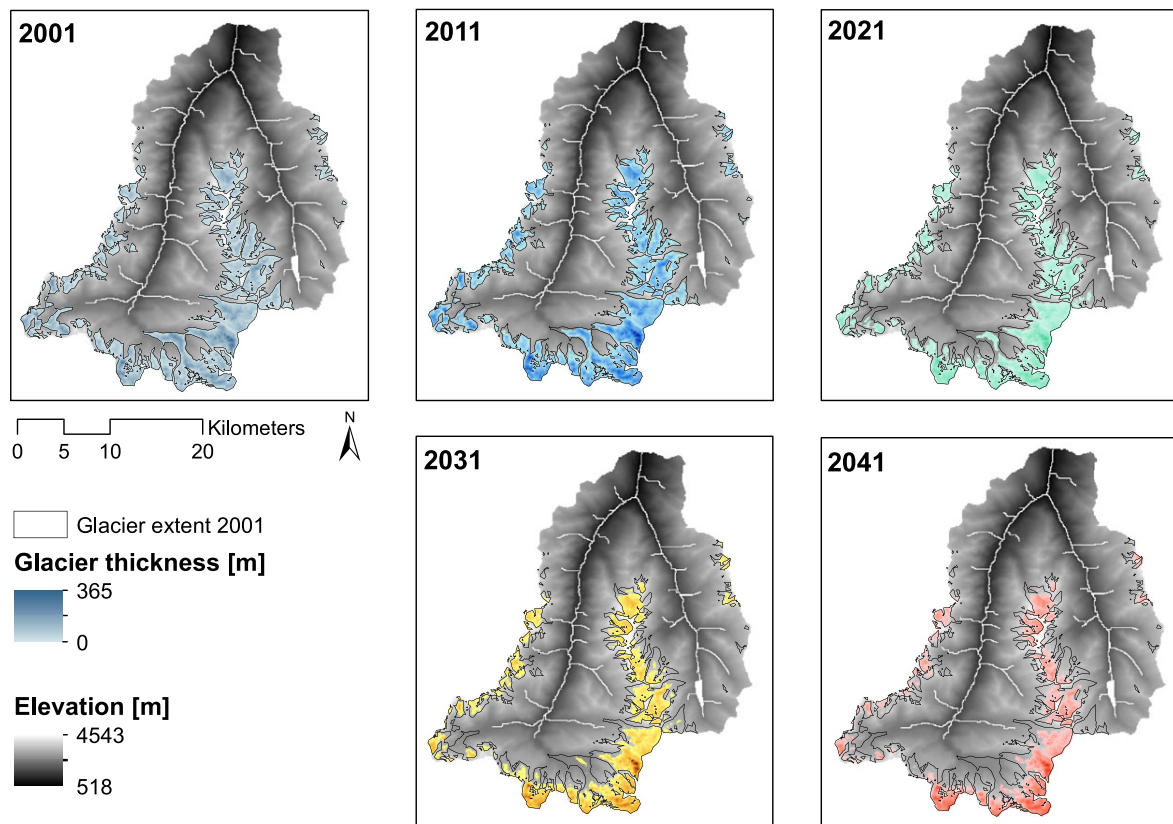 2001
2011
2021
Kilometers
0 5 10 20
N
2031
2041
Glacier extent 2001
Glacier thickness [m]
365
0
Elevation [m]
4543
518